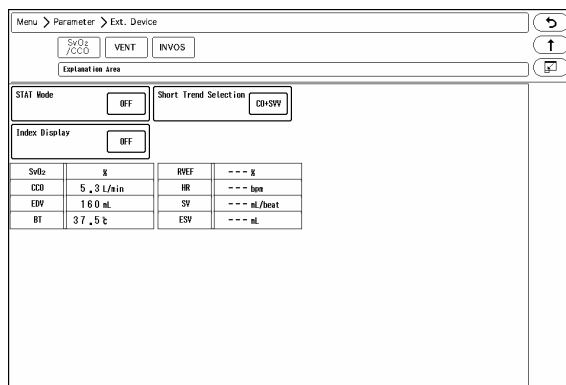 Menu > Parameter > Ext. Device
SvO2 /CCO VENT INVOS
Explanation Area
STAT Mode OFF Short Trend Selection CO+SVV
Index Display OFF
SvO2 % RVEF --- %
CCO 5.3 L/min HR --- bpm
EDV 160 mL SV --- mL/beat
BT 37.5℃ ESV --- mL